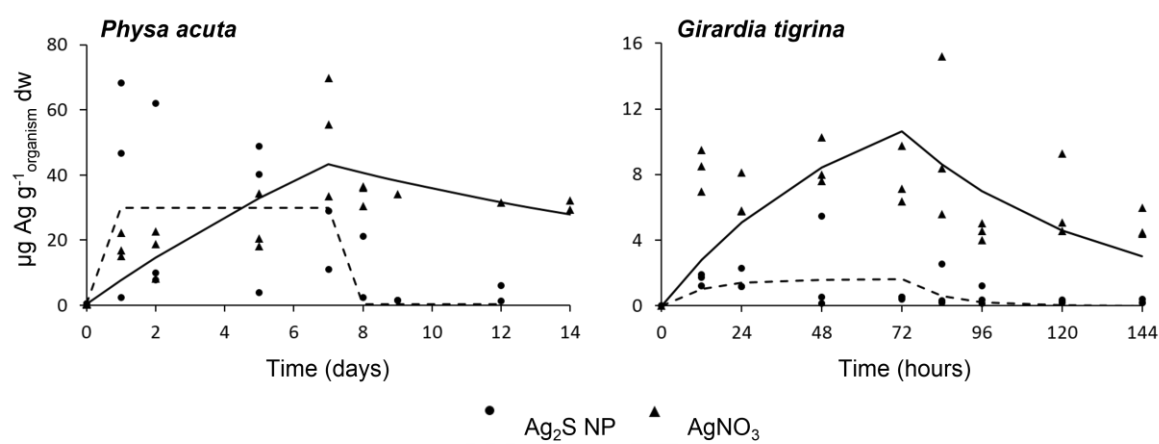 Physa acuta
80
60
40
20
0
0 2 4 6 8 10 12 14
µg Ag g⁻¹organism dw
Time (days)
Girardia tigrina
16
12
8
4
0
0 24 48 72 96 120 144
Time (hours)
Ag₂S NP AgNO₃